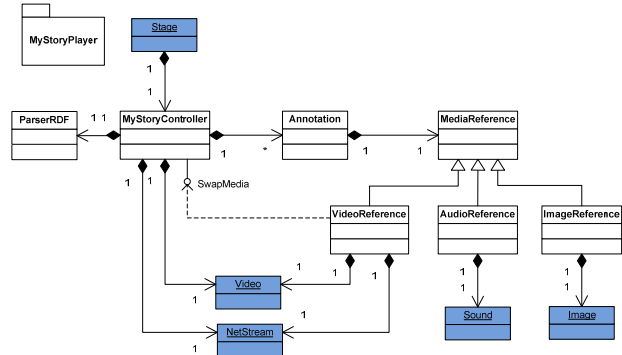 Stage
MyStoryPlayer
1
1
ParserRDF
1 1
MyStoryController
Annotation
MediaReference
1
*
1
1
1
1
SwapMedia
VideoReference
AudioReference
ImageReference
1
1
1
1
1
1
1
Video
1
Sound
Image
1
NetStream
1